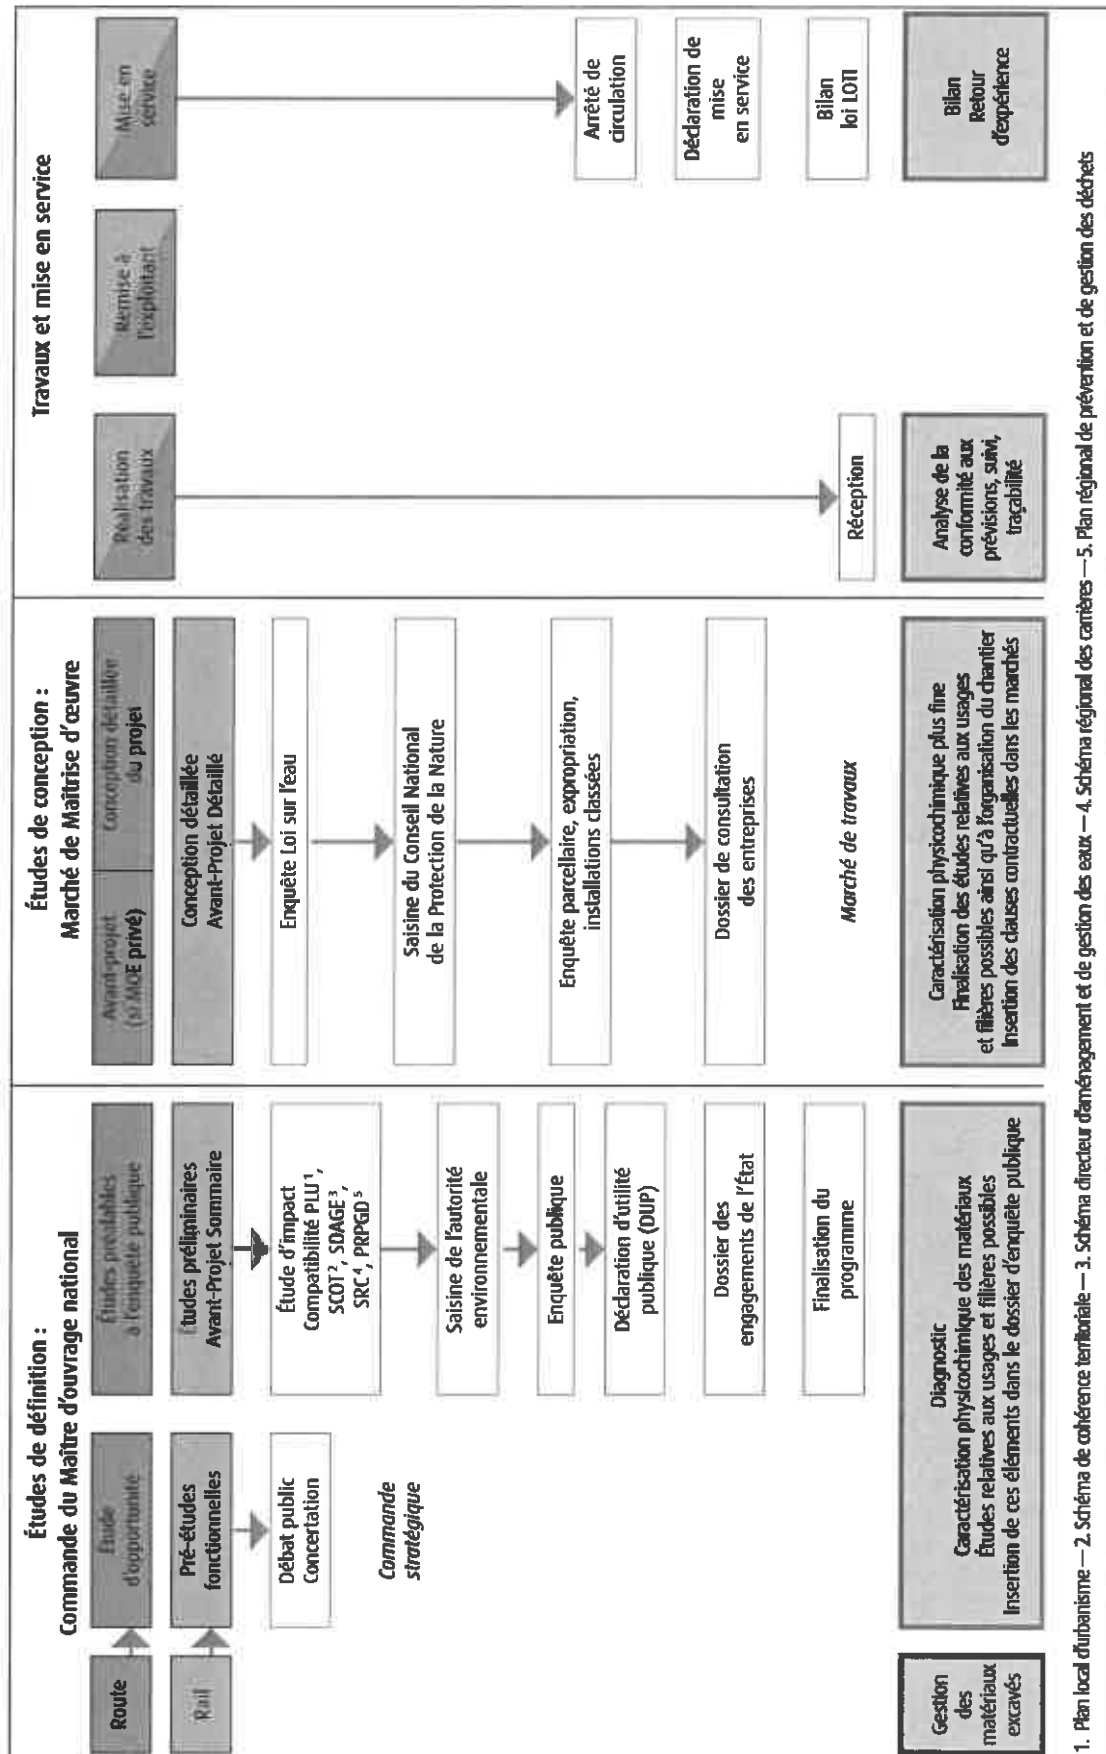 Études de définition :
Commande du Maître d'ouvrage national
Études de conception :
Marché de Maîtrise d'œuvre
Travaux et mise en service
Route
Étude
d'opportunité
Études préalables
à l'enquête publique
Avant-projet
(si MOE privé)
Conception détaillée
du projet
Réalisation
des travaux
Remise à
l'exploitant
Mise en
service
Rail
Pré-études
fonctionnelles
Études préliminaires
Avant-Projet Sommaire
Conception détaillée
Avant-Projet Détaillé
Débat public
Concertation
Commande
stratégique
Étude d'impact
Compatibilité PLU¹,
SCOT², SDAGE³,
SRC⁴, PRPGD⁵
Saisine de l'autorité
environnementale
Enquête publique
Déclaration d'utilité
publique (DUP)
Dossier des
engagements de l'État
Finalisation du
programme
Enquête Loi sur l'eau
Saisine du Conseil National
de la Protection de la Nature
Enquête parcellaire, expropriation,
installations classées
Dossier de consultation
des entreprises
Marché de travaux
Réception
Arrêté de
circulation
Déclaration de
mise
en service
Bilan
loi LOTI
Gestion
des
matériaux
excavés
Diagnostic
Caractérisation physicochimique des matériaux
Études relatives aux usages et filières possibles
Insertion de ces éléments dans le dossier d'enquête publique
Caractérisation physicochimique plus fine
Finalisation des études relatives aux usages
et filières possibles ainsi qu'à l'organisation du chantier
Insertion des clauses contractuelles dans les marchés
Analyse de la
conformité aux
prévisions, suivi,
traçabilité
Bilan
Retour
d'expérience
1. Plan local d'urbanisme — 2. Schéma de cohérence territoriale — 3. Schéma directeur d'aménagement et de gestion des eaux — 4. Schéma régional des carrières — 5. Plan régional de prévention et de gestion des déchets